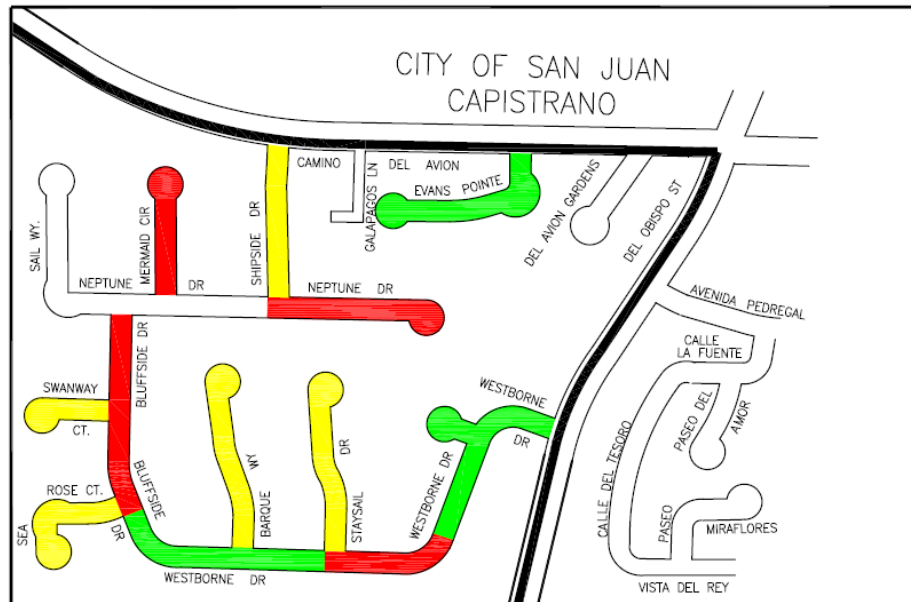 CITY OF SAN JUAN
CAPISTRANO
CAMINO
DEL AVION
GALAPAGOS LN
EVANS POINTE
DEL AVION GARDENS
DEL OBISPO ST
SAIL WY.
MERMAID CIR
SHIPSIDE DR
NEPTUNE DR
NEPTUNE DR
AVENIDA PEDREGAL
BLUFFSIDE DR
CALLE
LA FUENTE
SWANWAY
CT.
WESTBORNE
DR
PASEO DEL
AMOR
CALLE DEL TESORO
BLUFFSIDE
DR
ROSE CT.
SEA
BARQUE
WY
STAYSAIL
DR
WESTBORNE DR
PASEO
MIRAFLORES
WESTBORNE DR
VISTA DEL REY